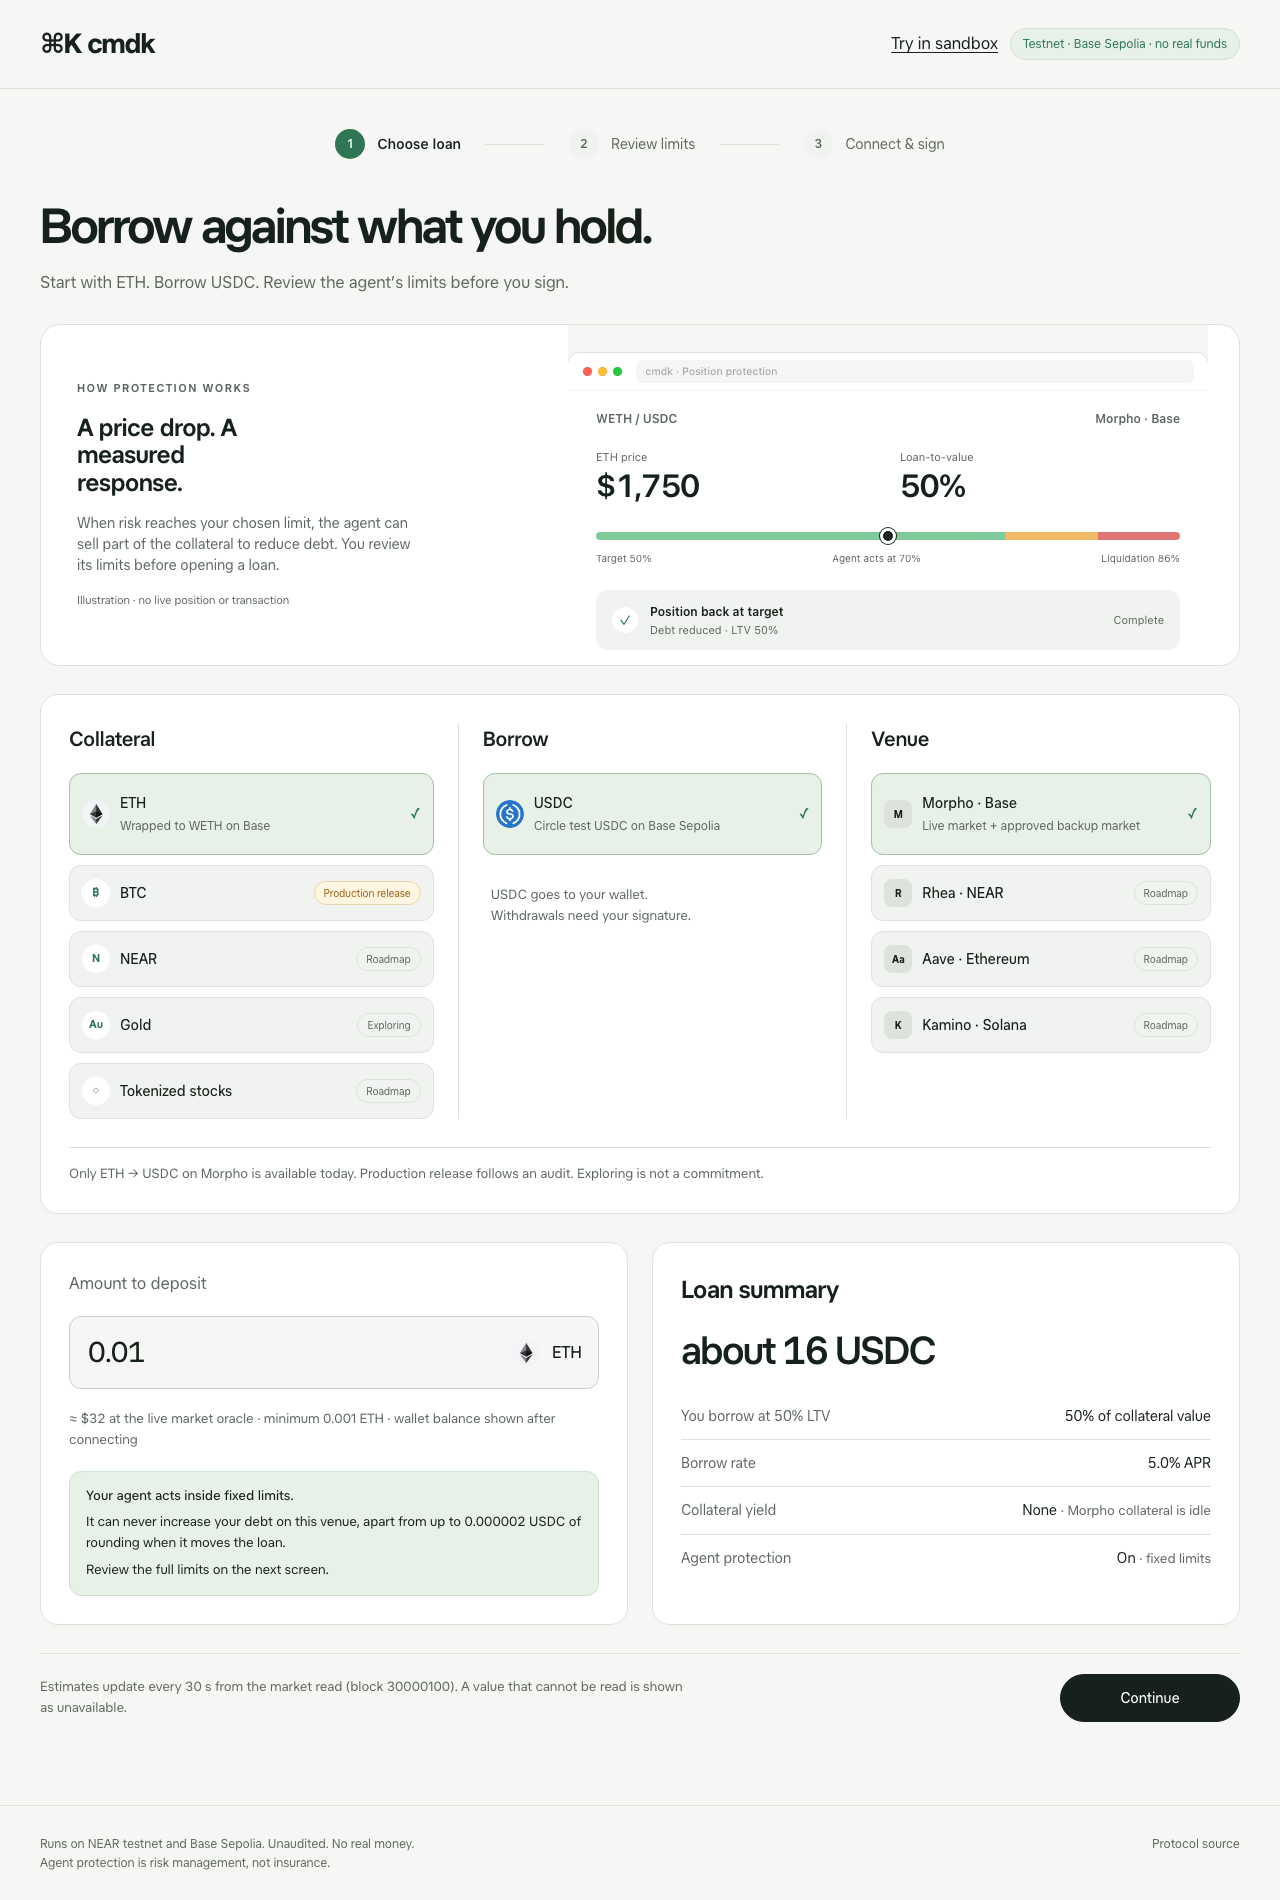 ⌘K cmdk
Try in sandbox
Testnet · Base Sepolia · no real funds
1 Choose loan
2 Review limits
3 Connect & sign
Borrow against what you hold.
Start with ETH. Borrow USDC. Review the agent’s limits before you sign.
HOW PROTECTION WORKS
A price drop. A
measured
response.
When risk reaches your chosen limit, the agent can
sell part of the collateral to reduce debt. You review
its limits before opening a loan.
Illustration · no live position or transaction
cmdk · Position protection
WETH / USDC
Morpho · Base
ETH price
$1,750
Loan-to-value
50%
Target 50%
Agent acts at 70%
Liquidation 86%
✓
Position back at target
Debt reduced · LTV 50%
Complete
Collateral
ETH
Wrapped to WETH on Base
✓
₿ BTC
Production release
N NEAR
Roadmap
Au Gold
Exploring
◇ Tokenized stocks
Roadmap
Borrow
USDC
Circle test USDC on Base Sepolia
✓
USDC goes to your wallet.
Withdrawals need your signature.
Venue
M Morpho · Base
Live market + approved backup market
✓
R Rhea · NEAR
Roadmap
Aa Aave · Ethereum
Roadmap
K Kamino · Solana
Roadmap
Only ETH → USDC on Morpho is available today. Production release follows an audit. Exploring is not a commitment.
Amount to deposit
0.01
ETH
≈ $32 at the live market oracle · minimum 0.001 ETH · wallet balance shown after
connecting
Your agent acts inside fixed limits.
It can never increase your debt on this venue, apart from up to 0.000002 USDC of
rounding when it moves the loan.
Review the full limits on the next screen.
Loan summary
about 16 USDC
You borrow at 50% LTV
50% of collateral value
Borrow rate
5.0% APR
Collateral yield
None · Morpho collateral is idle
Agent protection
On · fixed limits
Estimates update every 30 s from the market read (block 30000100). A value that cannot be read is shown
as unavailable.
Continue
Runs on NEAR testnet and Base Sepolia. Unaudited. No real money.
Agent protection is risk management, not insurance.
Protocol source